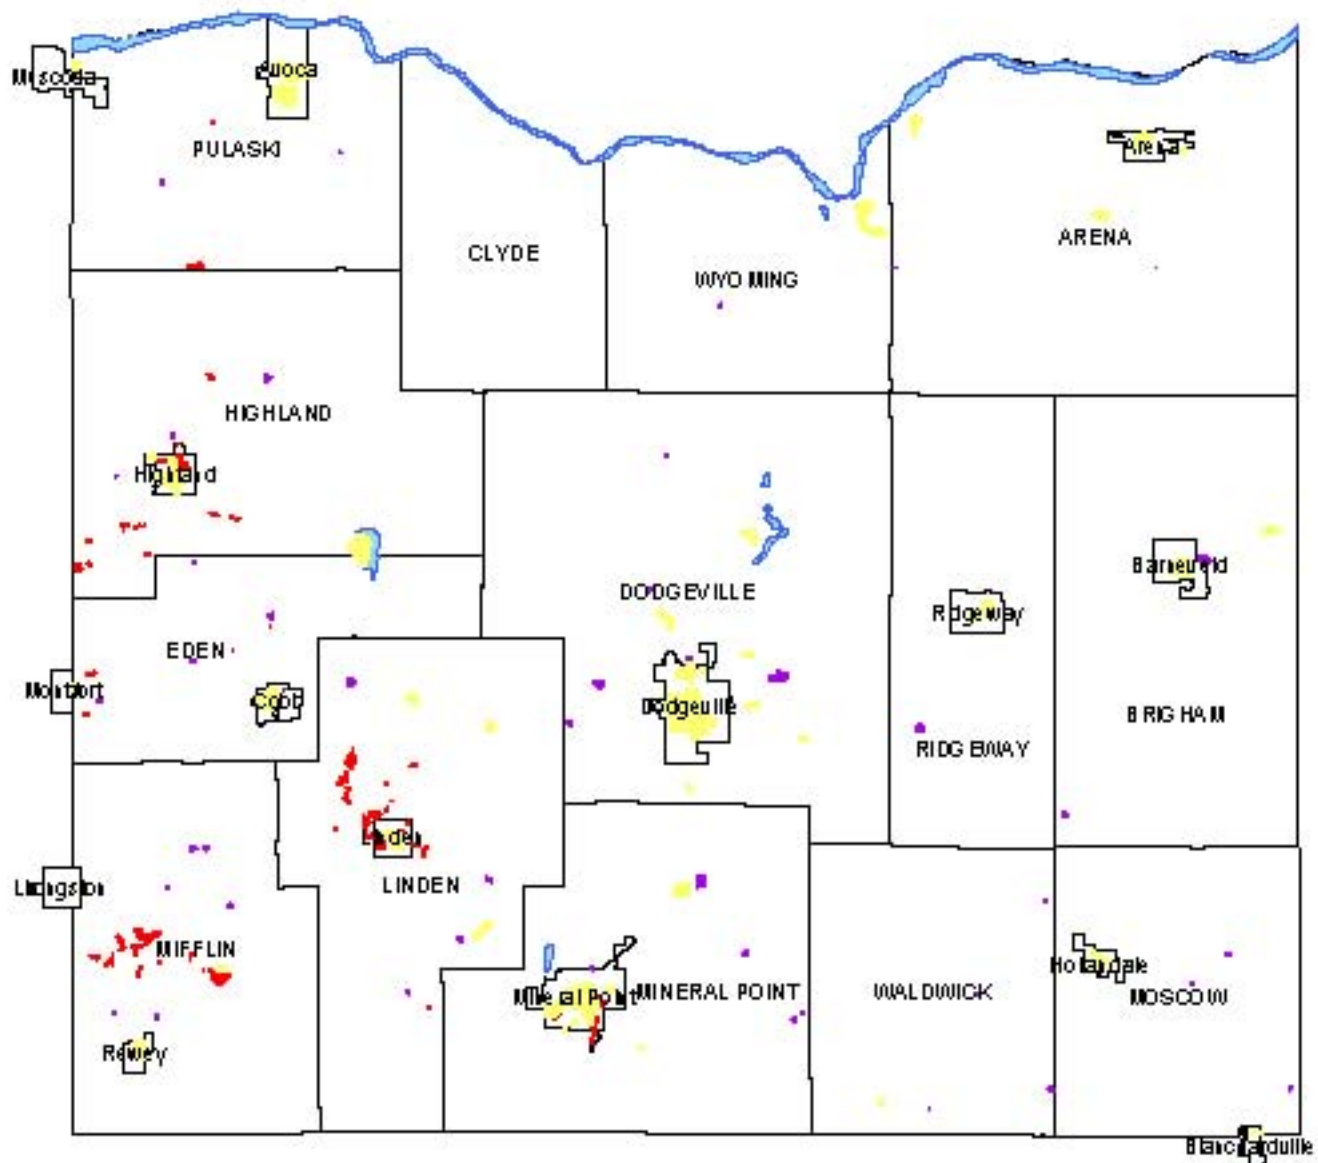 Muscoda
Avoca
PULASKI
Arena
ARENA
CLYDE
WYOMING
HIGHLAND
Highland
Barneveld
DODGEVILLE
Ridgeway
EDEN
Montfort
Cobb
Dodgeville
BRIGHAM
RIDGEWAY
Linden
LINDEN
Livingston
MIFFLIN
Hollandale
Mineral Point
MINERAL POINT
WALDWICK
MOSCOW
Rewey
Blanchardville